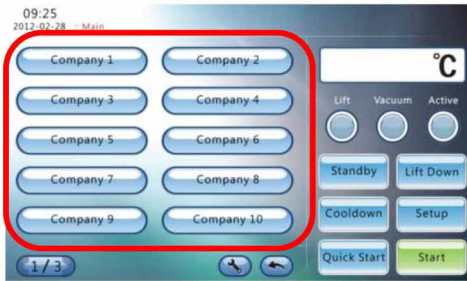 09:25
2012-02-28 :: Main
Company 1
Company 2
Company 3
Company 4
Company 5
Company 6
Company 7
Company 8
Company 9
Company 10
1/3
℃
Lift Vacuum Active
Standby
Lift Down
Cooldown
Setup
Quick Start
Start